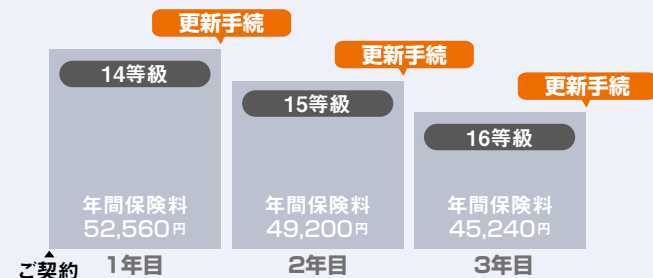 更新手続
更新手続
更新手続
14等級
15等級
16等級
年間保険料
52,560円
年間保険料
49,200円
年間保険料
45,240円
ご契約
1年目
2年目
3年目